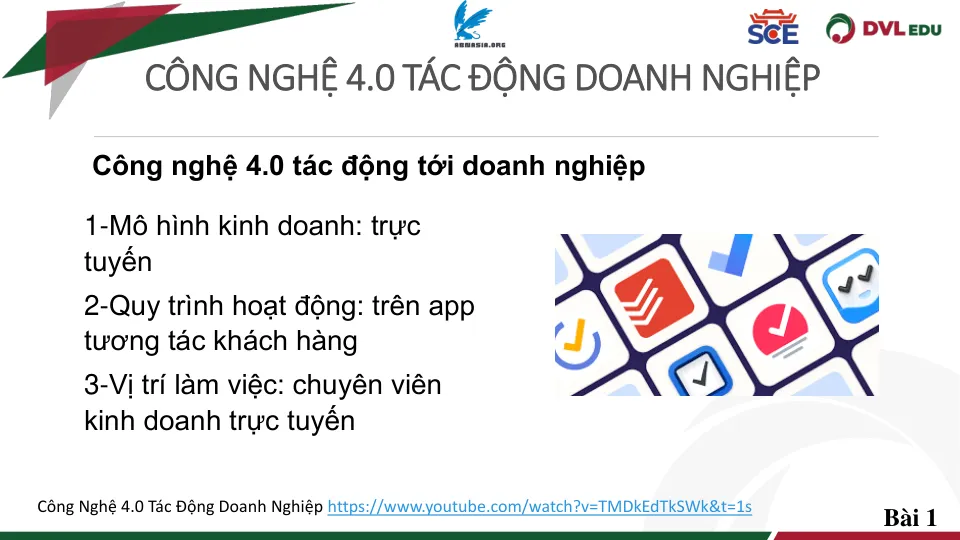 AHMASIA.ORG
SCE
DVL EDU
CÔNG NGHỆ 4.0 TÁC ĐỘNG DOANH NGHIỆP
Công nghệ 4.0 tác động tới doanh nghiệp
1-Mô hình kinh doanh: trực
tuyến
2-Quy trình hoạt động: trên app
tương tác khách hàng
3-Vị trí làm việc: chuyên viên
kinh doanh trực tuyến
Công Nghệ 4.0 Tác Động Doanh Nghiệp https://www.youtube.com/watch?v=TMDkEdTkSWk&t=1s
Bài 1